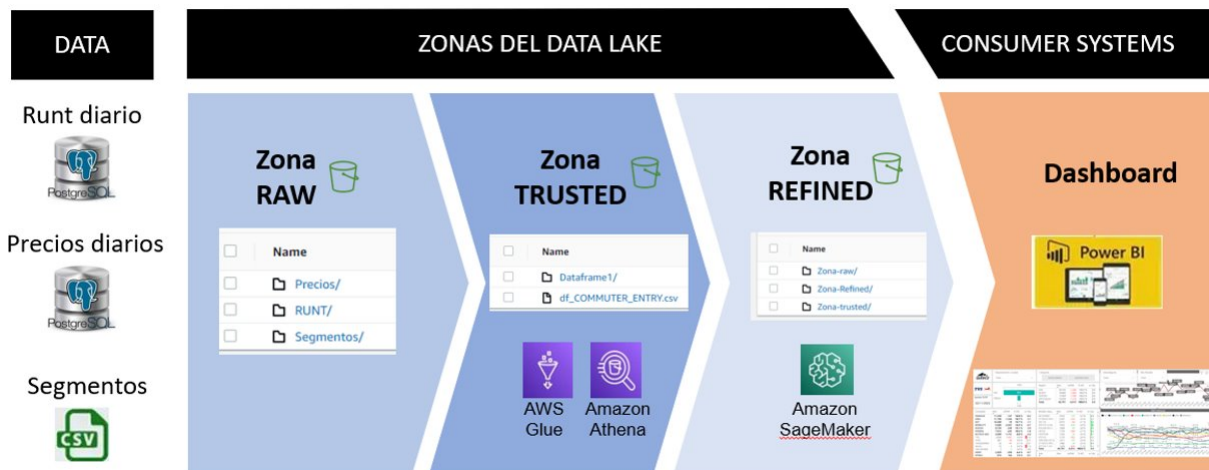 DATA
ZONAS DEL DATA LAKE
CONSUMER SYSTEMS
Runt diario
PostgreSQL
Precios diarios
PostgreSQL
Segmentos
CSV
Zona
RAW
Name
Precios/
RUNT/
Segmentos/
Zona
TRUSTED
Name
Dataframe1/
df_COMMUTER_ENTRY.csv
AWS
Glue
Amazon
Athena
Zona
REFINED
Name
Zona-raw/
Zona-Refined/
Zona-trusted/
Amazon
SageMaker
Dashboard
Power BI